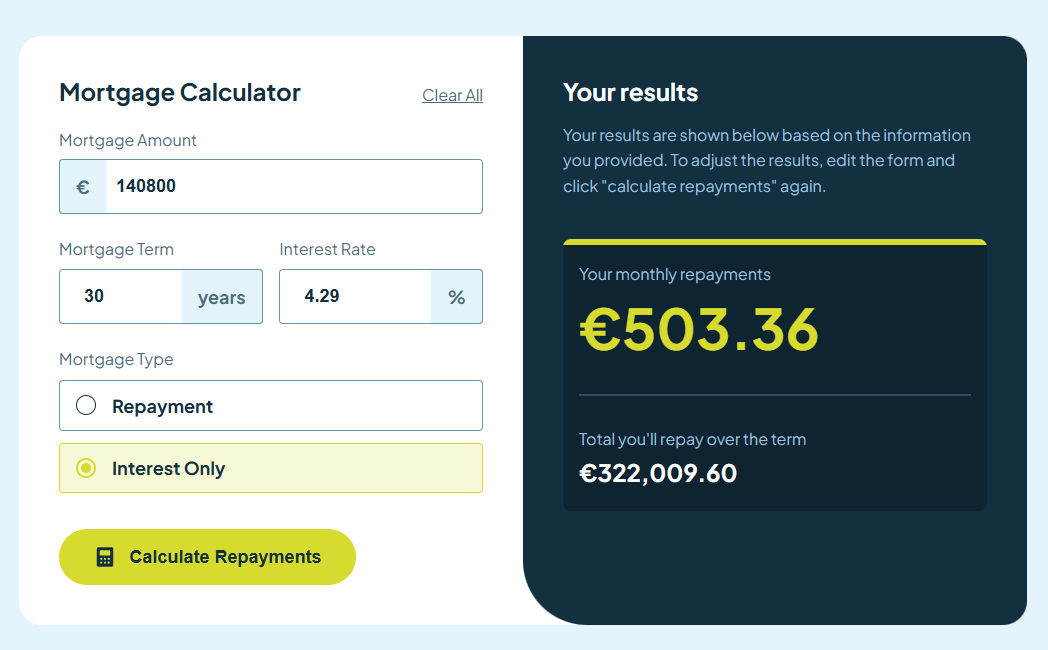 Mortgage Calculator
Clear All
Mortgage Amount
€ 140800
Mortgage Term
30 years
Interest Rate
4.29 %
Mortgage Type
Repayment
Interest Only
Calculate Repayments
Your results
Your results are shown below based on the information
you provided. To adjust the results, edit the form and
click "calculate repayments" again.
Your monthly repayments
€503.36
Total you'll repay over the term
€322,009.60